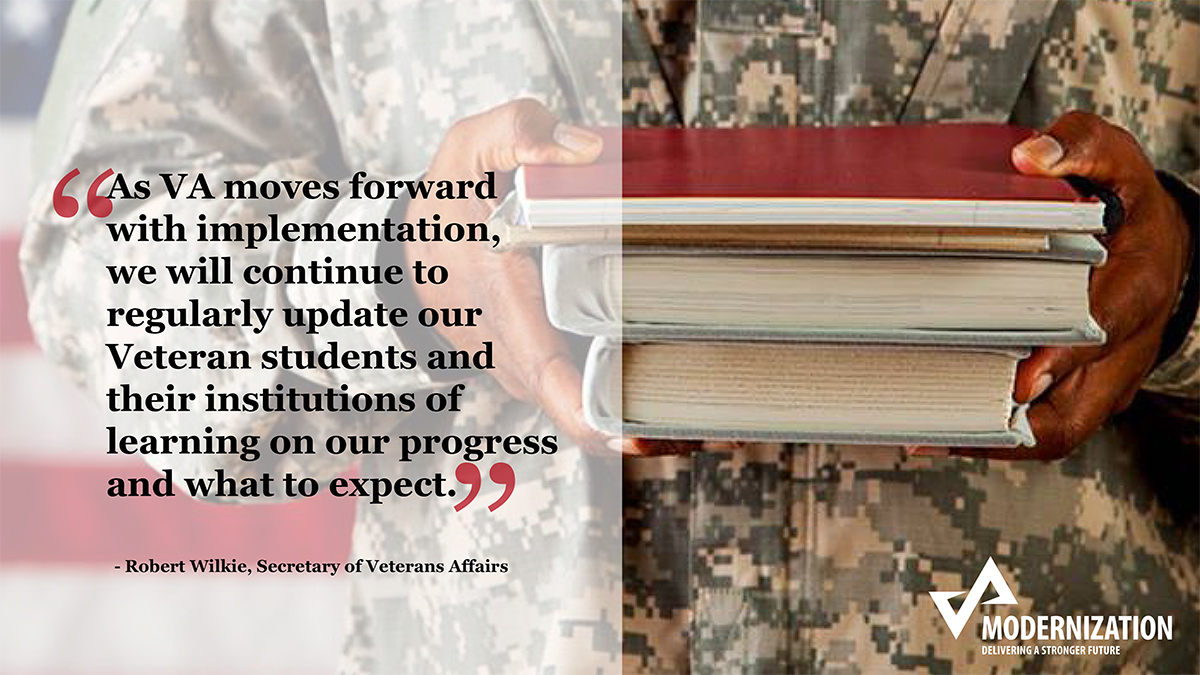 “As VA moves forward
with implementation,
we will continue to
regularly update our
Veteran students and
their institutions of
learning on our progress
and what to expect.”
- Robert Wilkie, Secretary of Veterans Affairs
MODERNIZATION
DELIVERING A STRONGER FUTURE